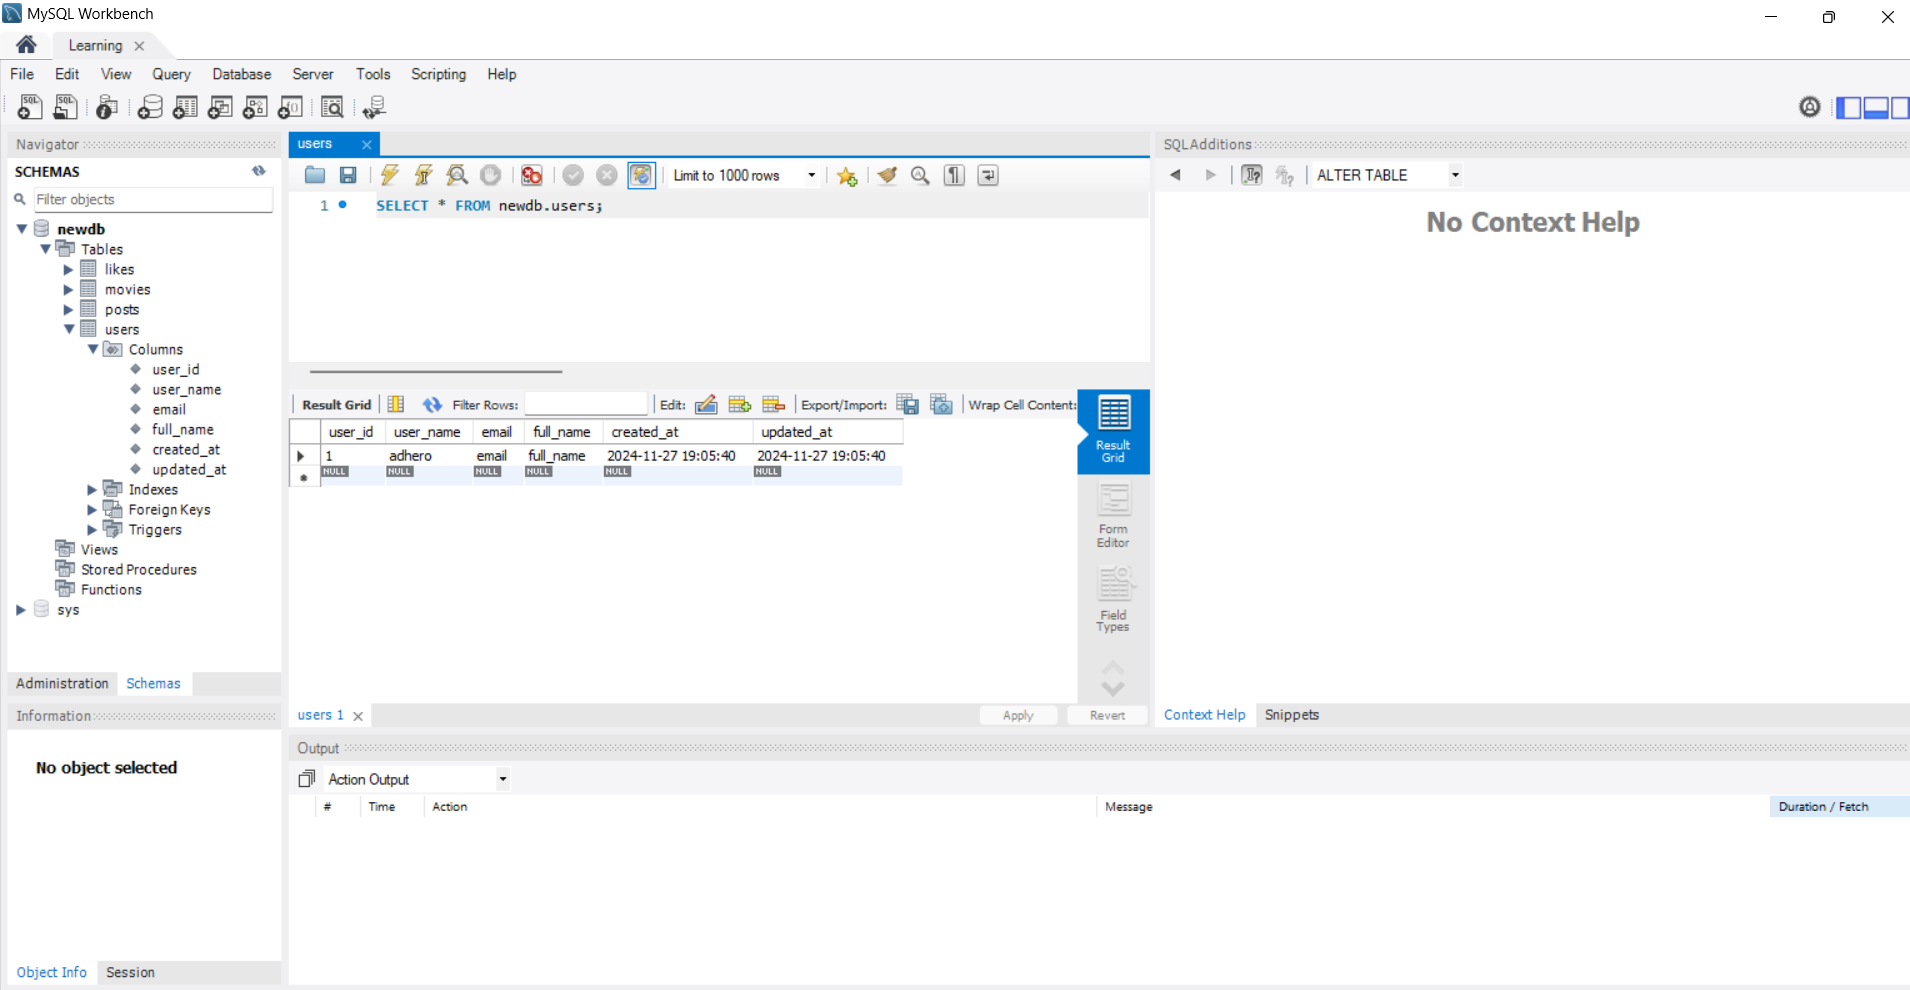 MySQL Workbench
Learning
File Edit View Query Database Server Tools Scripting Help
Navigator
SCHEMAS
Filter objects
newdb
Tables
likes
movies
posts
users
Columns
user_id
user_name
email
full_name
created_at
updated_at
Indexes
Foreign Keys
Triggers
Views
Stored Procedures
Functions
sys
Administration Schemas
Information
No object selected
Object Info Session
users
Limit to 1000 rows
1 SELECT * FROM newdb.users;
Result Grid Filter Rows: Edit: Export/Import: Wrap Cell Content:
user_id user_name email full_name created_at updated_at
1 adhero email full_name 2024-11-27 19:05:40 2024-11-27 19:05:40
NULL NULL NULL NULL NULL NULL
Result
Grid
Form
Editor
Field
Types
users 1 Apply Revert
SQLAdditions
ALTER TABLE
No Context Help
Context Help Snippets
Output
Action Output
# Time Action Message Duration / Fetch